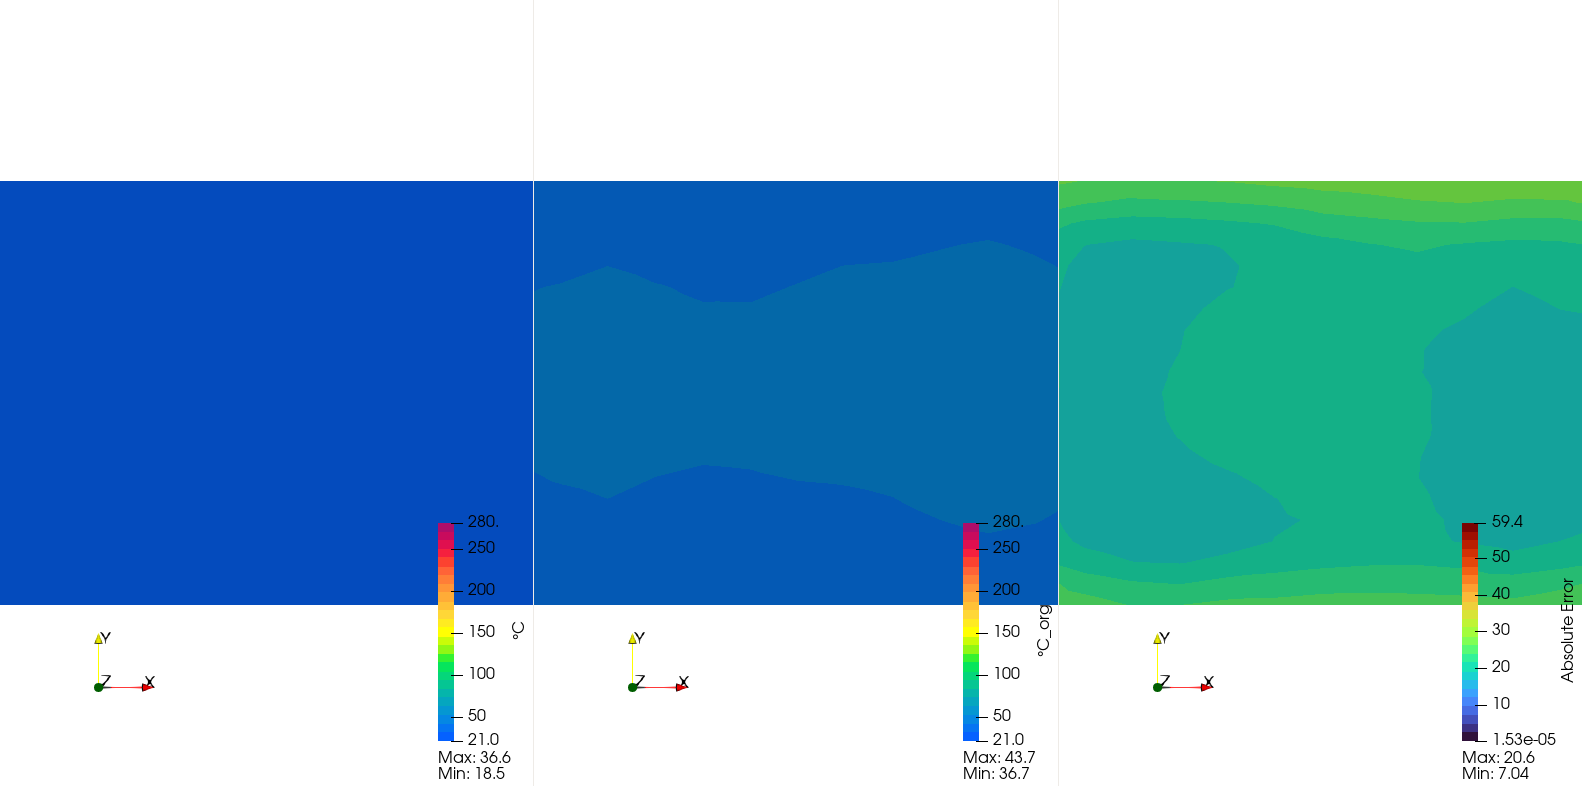 280.
250
200
150
100
50
21.0
°C
Max: 36.6
Min: 18.5
Y
Z
X
280.
250
200
150
100
50
21.0
°C_org
Max: 43.7
Min: 36.7
Y
Z
X
59.4
50
40
30
20
10
1.53e-05
Absolute Error
Max: 20.6
Min: 7.04
Y
Z
X